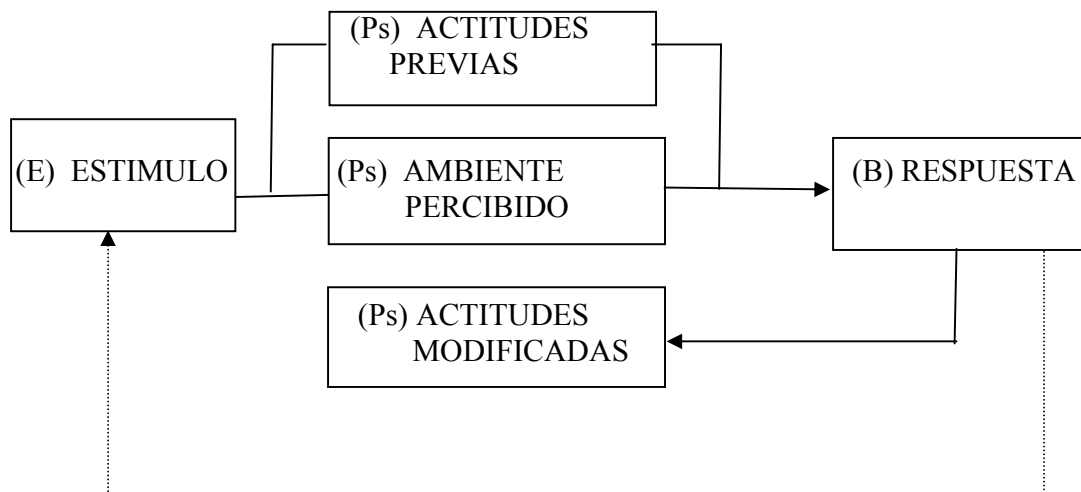 (Ps) ACTITUDES
PREVIAS
(E) ESTIMULO
(Ps) AMBIENTE
PERCIBIDO
(B) RESPUESTA
(Ps) ACTITUDES
MODIFICADAS